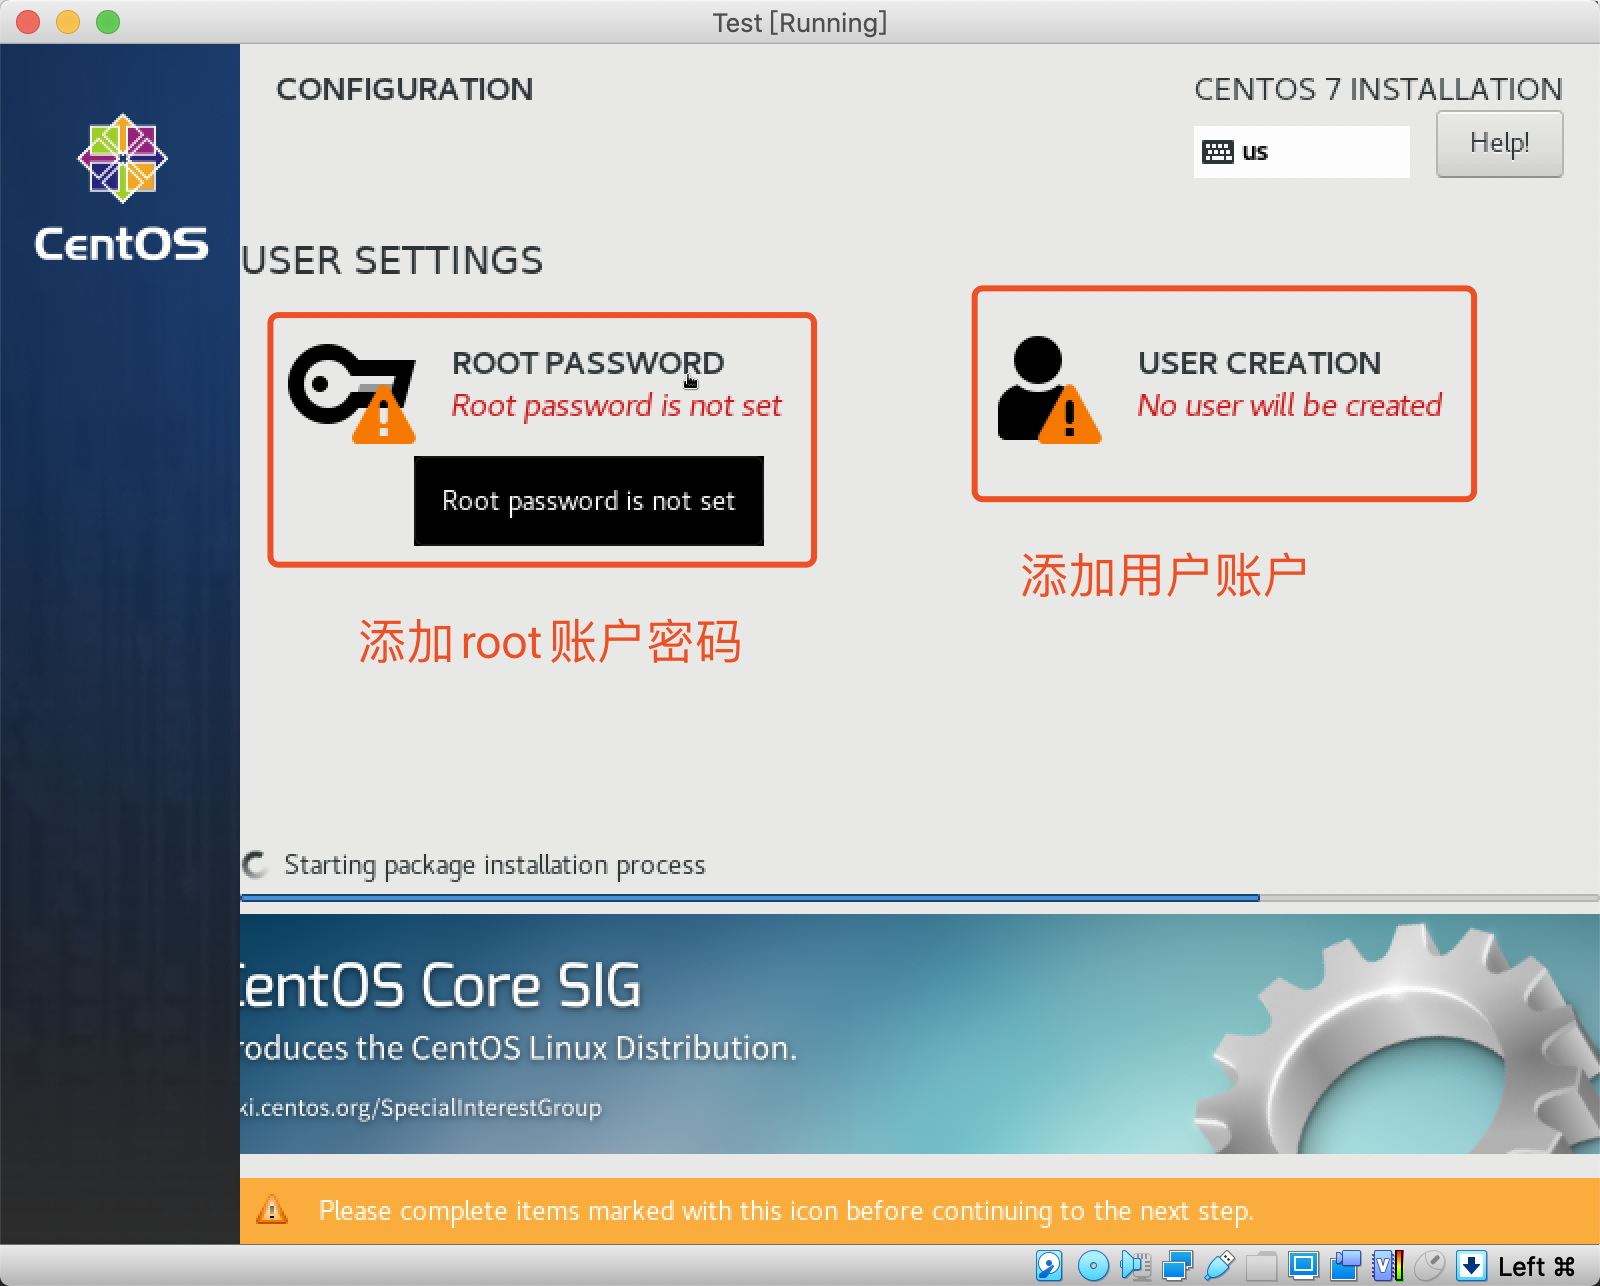 Test [Running]
CONFIGURATION
CENTOS 7 INSTALLATION
us
Help!
CentOS
USER SETTINGS
ROOT PASSWORD
Root password is not set
USER CREATION
No user will be created
Root password is not set
添加用户账户
添加root账户密码
Starting package installation process
entOS Core SIG
roduces the CentOS Linux Distribution.
ki.centos.org/SpecialInterestGroup
Please complete items marked with this icon before continuing to the next step.
Left ⌘